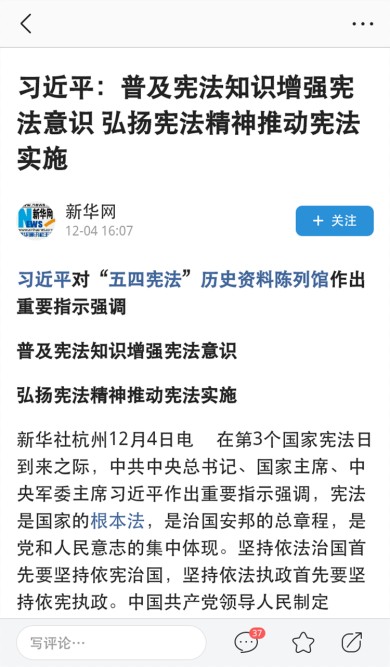 习近平：普及宪法知识增强宪
法意识 弘扬宪法精神推动宪法
实施
新华网
NEWS
新华网
12-04 16:07
+ 关注
习近平对“五四宪法”历史资料陈列馆作出
重要指示强调
普及宪法知识增强宪法意识
弘扬宪法精神推动宪法实施
新华社杭州12月4日电 在第3个国家宪法日
到来之际，中共中央总书记、国家主席、中
央军委主席习近平作出重要指示强调，宪法
是国家的根本法，是治国安邦的总章程，是
党和人民意志的集中体现。坚持依法治国首
先要坚持依宪治国，坚持依法执政首先要坚
持依宪执政。中国共产党领导人民制定
写评论…
37